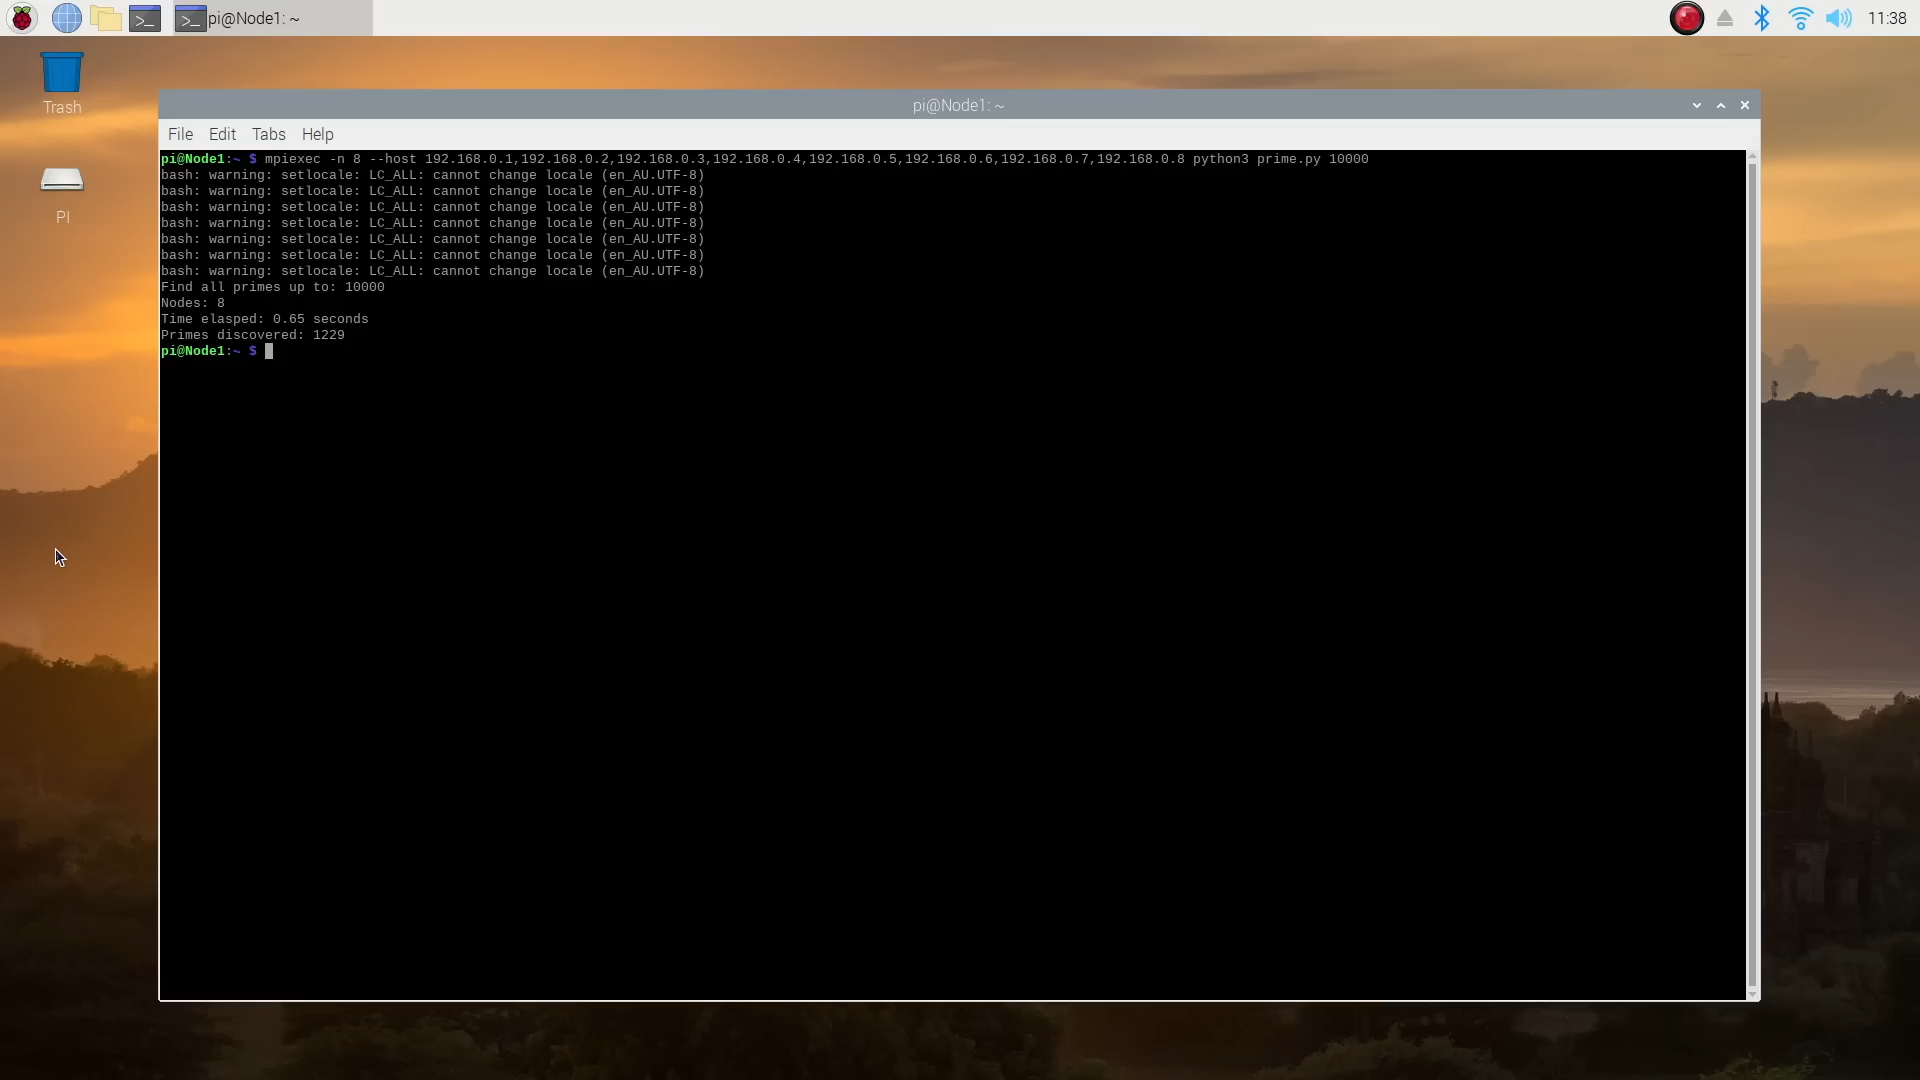 pi@Node1: ~
11:38
Trash
PI
pi@Node1: ~
File Edit Tabs Help
pi@Node1:~ $ mpiexec -n 8 --host 192.168.0.1,192.168.0.2,192.168.0.3,192.168.0.4,192.168.0.5,192.168.0.6,192.168.0.7,192.168.0.8 python3 prime.py 10000
bash: warning: setlocale: LC_ALL: cannot change locale (en_AU.UTF-8)
bash: warning: setlocale: LC_ALL: cannot change locale (en_AU.UTF-8)
bash: warning: setlocale: LC_ALL: cannot change locale (en_AU.UTF-8)
bash: warning: setlocale: LC_ALL: cannot change locale (en_AU.UTF-8)
bash: warning: setlocale: LC_ALL: cannot change locale (en_AU.UTF-8)
bash: warning: setlocale: LC_ALL: cannot change locale (en_AU.UTF-8)
bash: warning: setlocale: LC_ALL: cannot change locale (en_AU.UTF-8)
Find all primes up to: 10000
Nodes: 8
Time elasped: 0.65 seconds
Primes discovered: 1229
pi@Node1:~ $